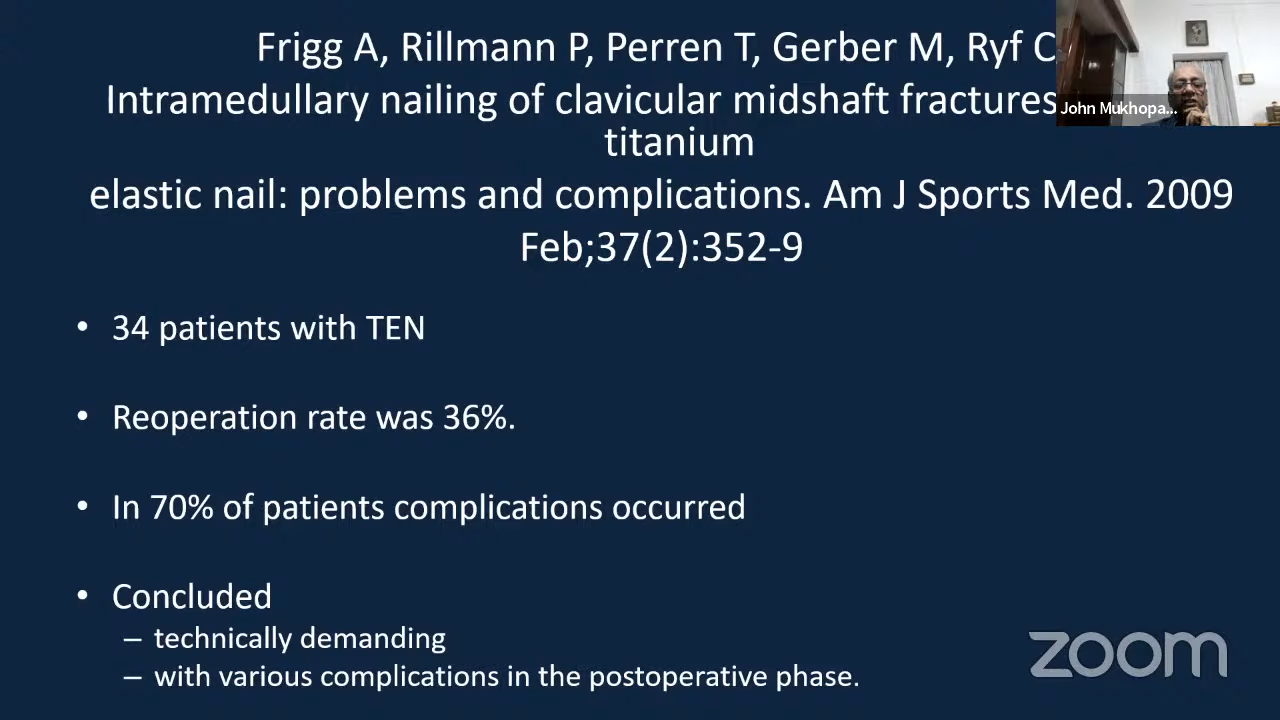 Frigg A, Rillmann P, Perren T, Gerber M, Ryf C
Intramedullary nailing of clavicular midshaft fractures
titanium
elastic nail: problems and complications. Am J Sports Med. 2009
Feb;37(2):352-9
John Mukhopa...
• 34 patients with TEN
• Reoperation rate was 36%.
• In 70% of patients complications occurred
• Concluded
– technically demanding
– with various complications in the postoperative phase.
zoom